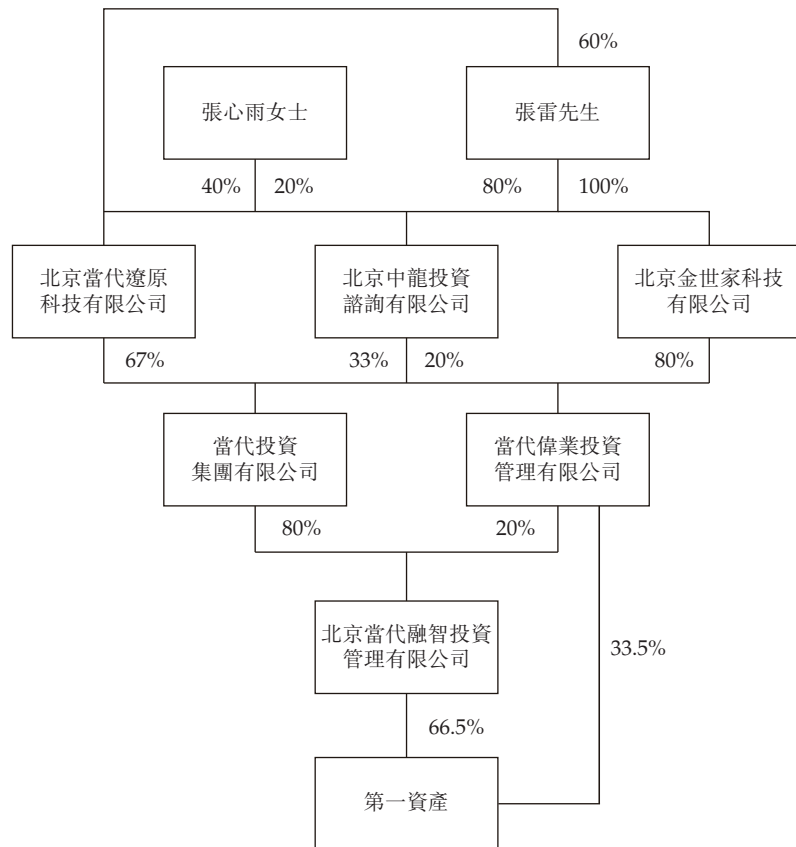 60%
張心雨女士
張雷先生
40%
20%
80%
100%
北京當代遼原
科技有限公司
北京中龍投資
諮詢有限公司
北京金世家科技
有限公司
67%
33%
20%
80%
當代投資
集團有限公司
當代偉業投資
管理有限公司
80%
20%
北京當代融智投資
管理有限公司
33.5%
66.5%
第一資產